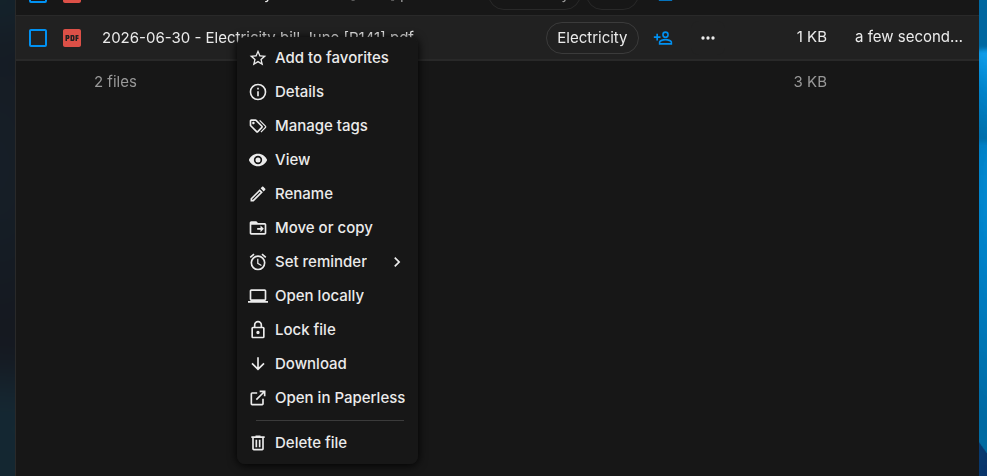 PDF 2026-06-30 - Electricity bill June [P141].pdf Electricity 1 KB a few second...
2 files 3 KB
Add to favorites
Details
Manage tags
View
Rename
Move or copy
Set reminder
Open locally
Lock file
Download
Open in Paperless
Delete file